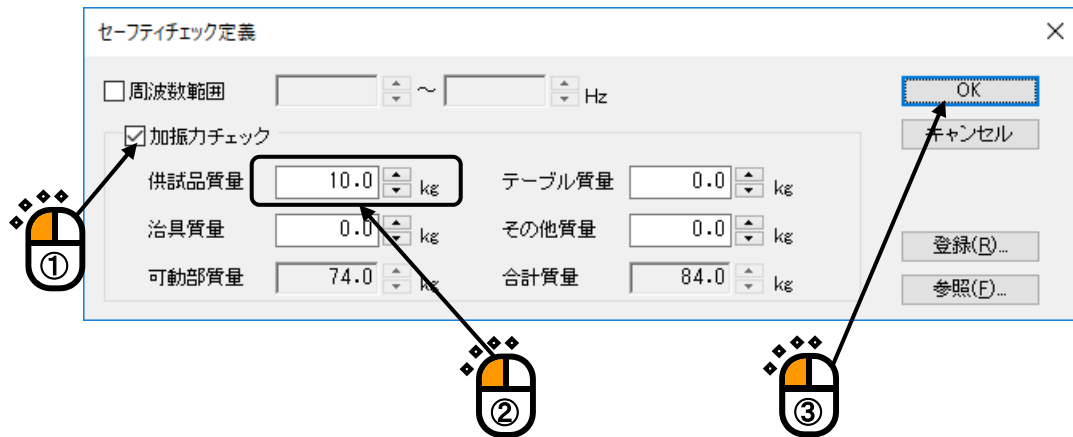 セーフティチェック定義
周波数範囲 ～ Hz
OK
加振力チェック
キャンセル
供試品質量 10.0 kg テーブル質量 0.0 kg
治具質量 0.0 kg その他質量 0.0 kg
登録(R)...
可動部質量 74.0 kg 合計質量 84.0 kg
参照(F)...
①
②
③